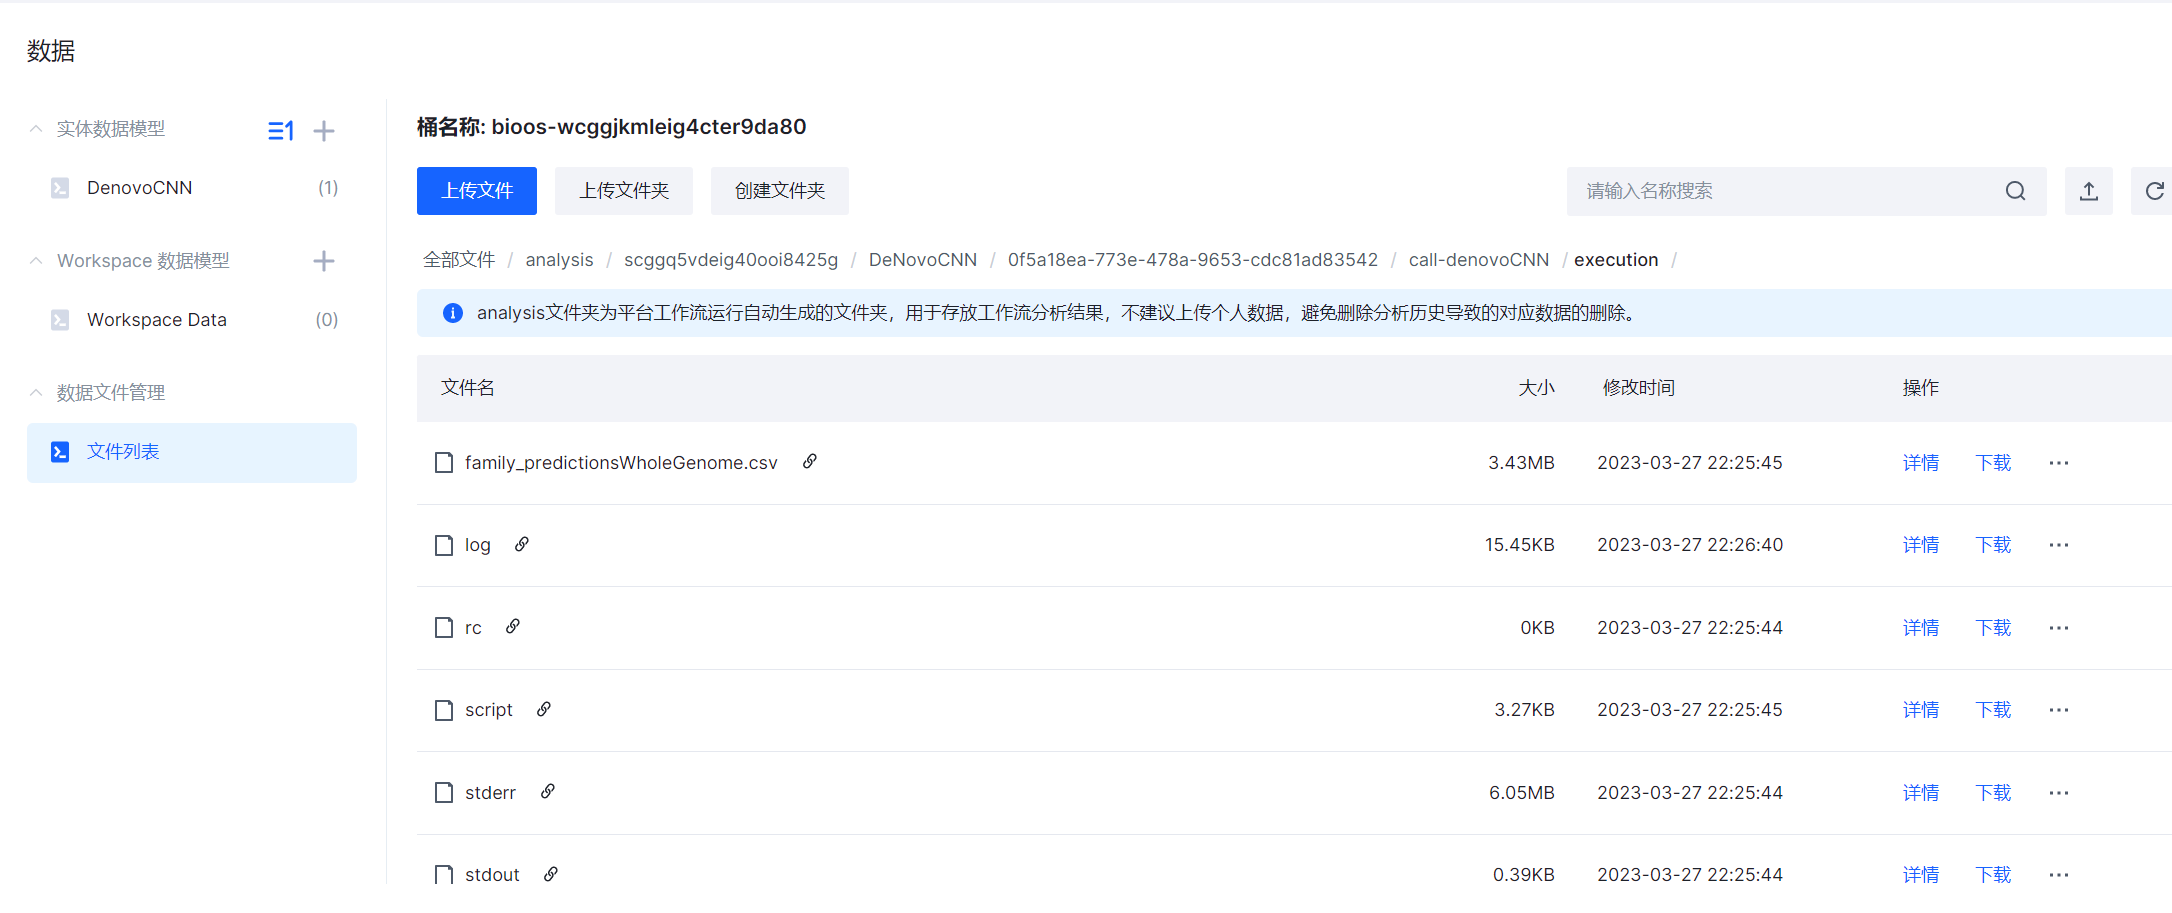 数据
实体数据模型
DenovoCNN (1)
Workspace 数据模型
Workspace Data (0)
数据文件管理
文件列表
桶名称: bioos-wcggjkmleig4cter9da80
上传文件 上传文件夹 创建文件夹 请输入名称搜索
全部文件 / analysis / scggq5vdeig40ooi8425g / DeNovoCNN / 0f5a18ea-773e-478a-9653-cdc81ad83542 / call-denovoCNN / execution /
analysis文件夹为平台工作流运行自动生成的文件夹，用于存放工作流分析结果，不建议上传个人数据，避免删除分析历史导致的对应数据的删除。
文件名 大小 修改时间 操作
family_predictionsWholeGenome.csv 3.43MB 2023-03-27 22:25:45 详情 下载 ···
log 15.45KB 2023-03-27 22:26:40 详情 下载 ···
rc 0KB 2023-03-27 22:25:44 详情 下载 ···
script 3.27KB 2023-03-27 22:25:45 详情 下载 ···
stderr 6.05MB 2023-03-27 22:25:44 详情 下载 ···
stdout 0.39KB 2023-03-27 22:25:44 详情 下载 ···